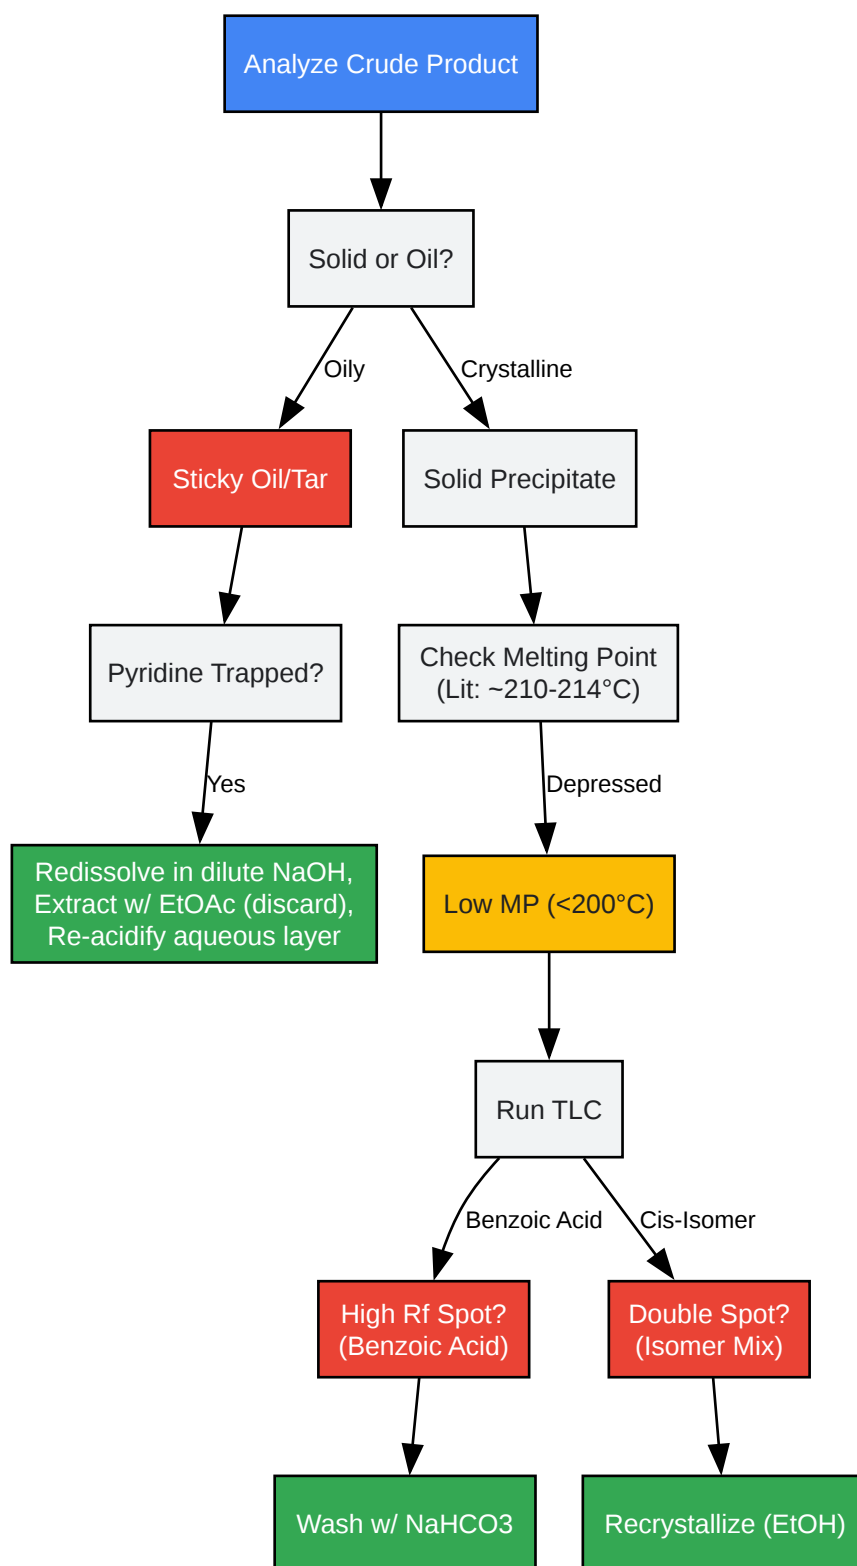 Analyze Crude Product
Solid or Oil?
Oily
Crystalline
Sticky Oil/Tar
Solid Precipitate
Pyridine Trapped?
Check Melting Point
(Lit: ~210-214°C)
Yes
Depressed
Redissolve in dilute NaOH,
Extract w/ EtOAc (discard),
Re-acidify aqueous layer
Low MP (<200°C)
Run TLC
Benzoic Acid
Cis-Isomer
High Rf Spot?
(Benzoic Acid)
Double Spot?
(Isomer Mix)
Wash w/ NaHCO3
Recrystallize (EtOH)